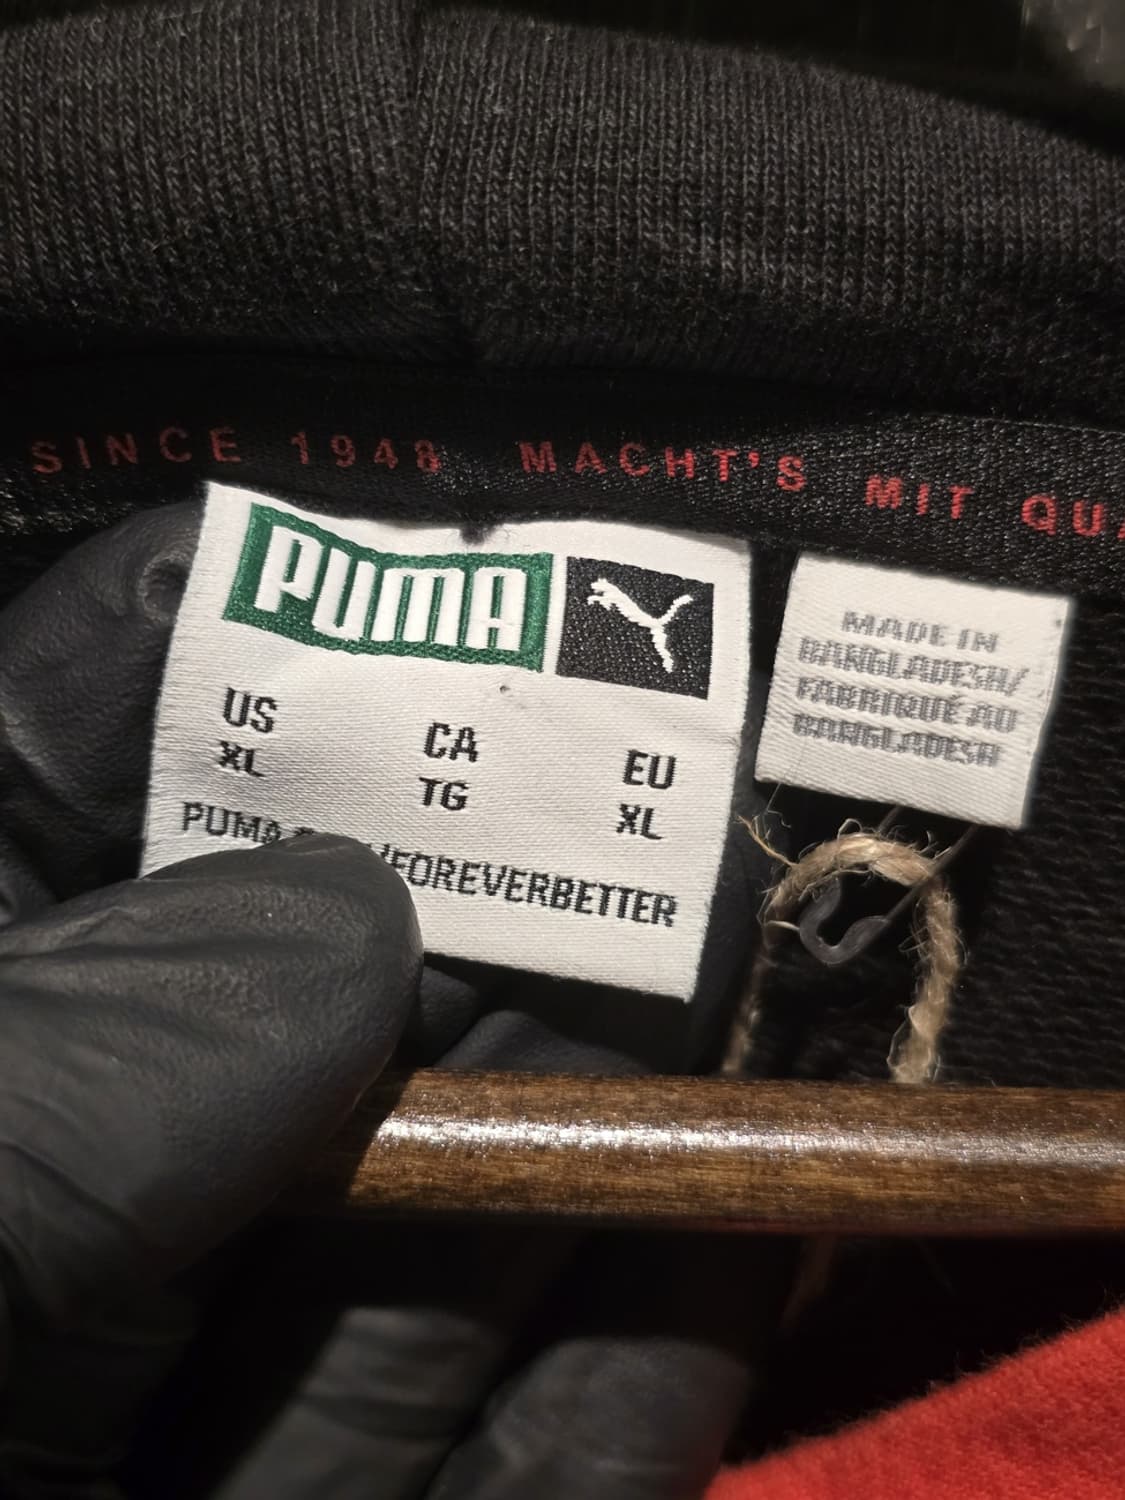 SINCE 1948 MACHT'S MIT
PUMA
US CA EU
XL TG XL
PUMA FOREVERBETTER
MADE IN
BANGLADESH/
FABRIQUÉ AU
BANGLADESH